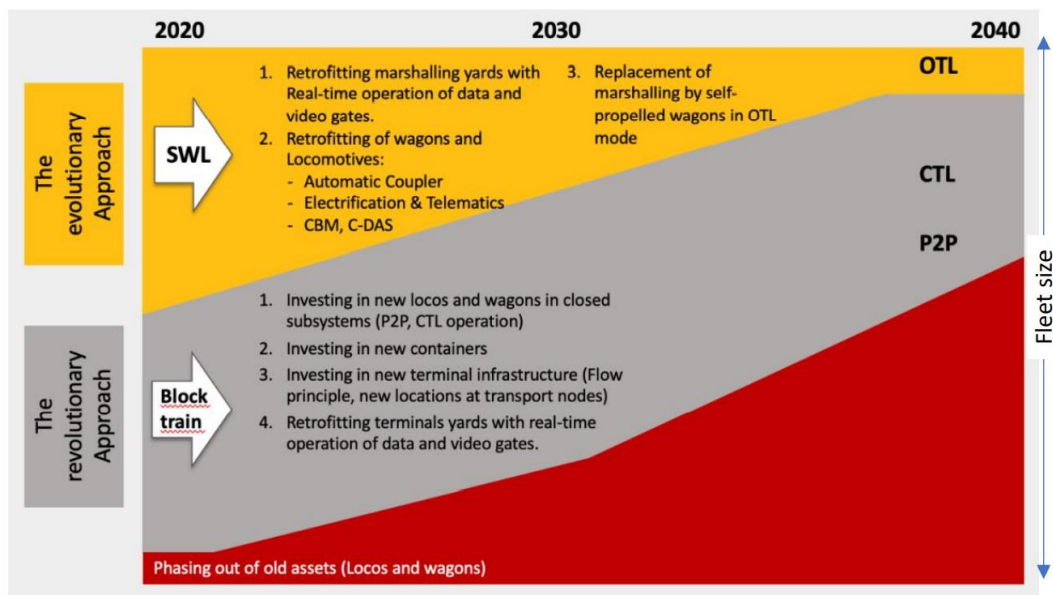 2020
2030
2040
The
evolutionary
Approach
SWL
1. Retrofitting marshalling yards with
Real-time operation of data and
video gates.
2. Retrofitting of wagons and
Locomotives:
- Automatic Coupler
- Electrification & Telematics
- CBM, C-DAS
3. Replacement of
marshalling by self-
propelled wagons in OTL
mode
OTL
CTL
P2P
Fleet size
The
revolutionary
Approach
Block
train
1. Investing in new locos and wagons in closed
subsystems (P2P, CTL operation)
2. Investing in new containers
3. Investing in new terminal infrastructure (Flow
principle, new locations at transport nodes)
4. Retrofitting terminals yards with real-time
operation of data and video gates.
Phasing out of old assets (Locos and wagons)